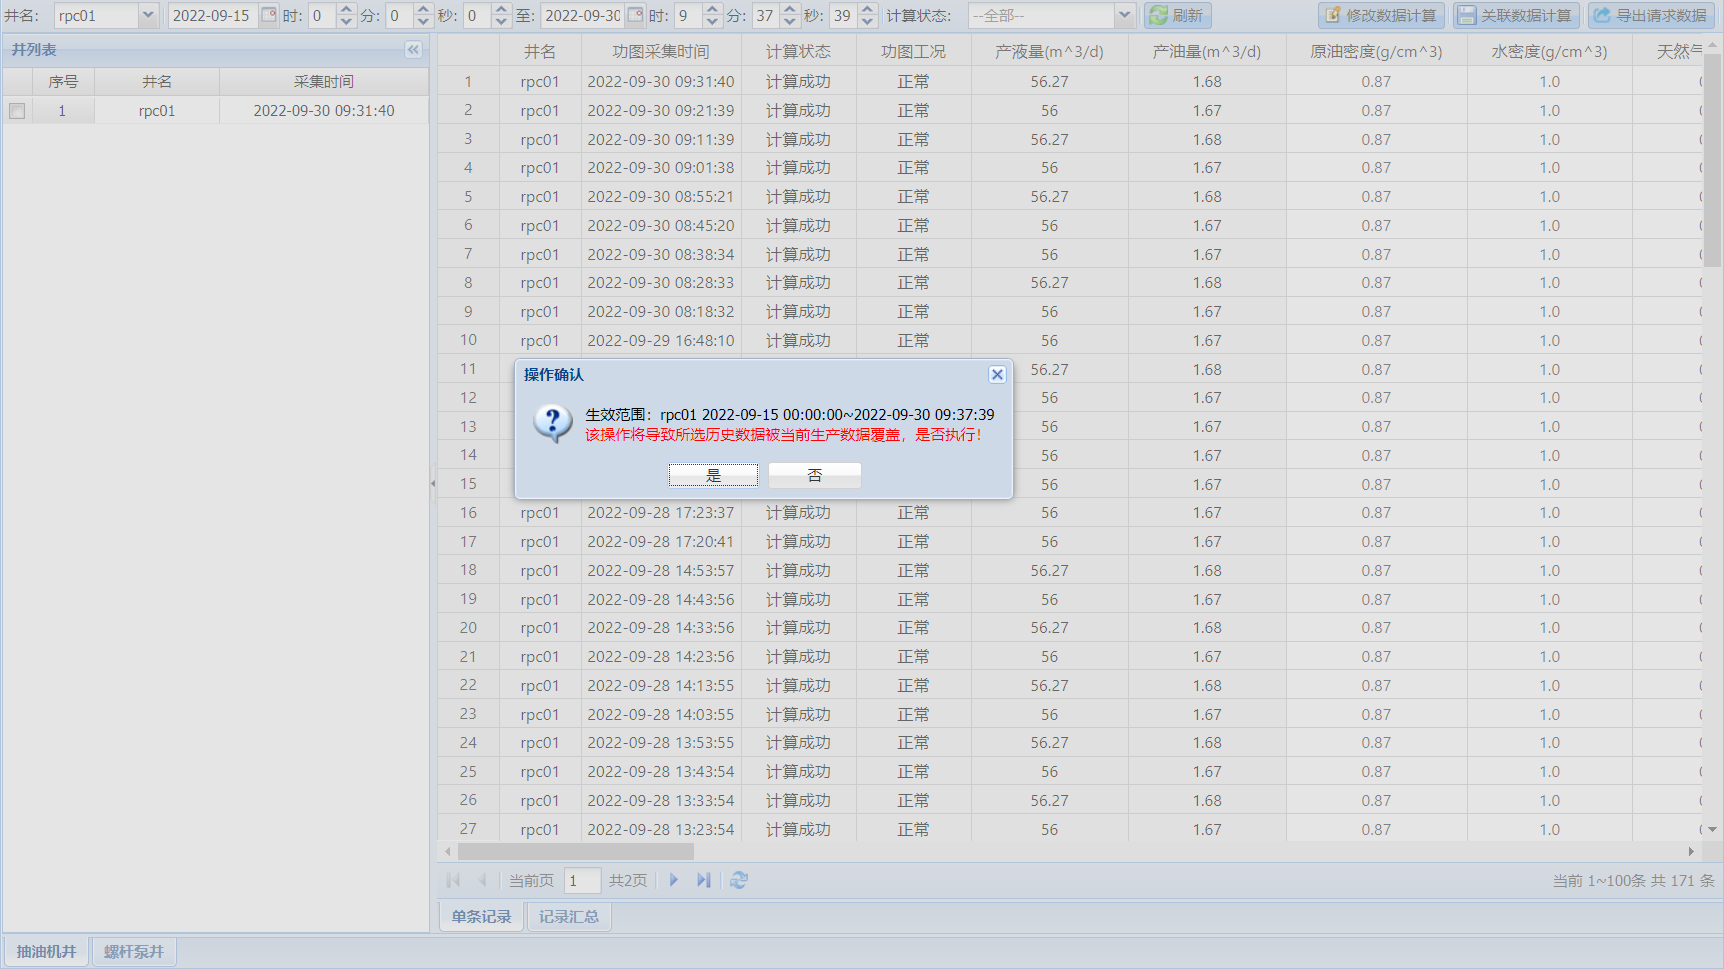 井名: rpc01 2022-09-15 时: 0 分: 0 秒: 0 至: 2022-09-30 时: 9 分: 37 秒: 39 计算状态: --全部-- 刷新 修改数据计算 关联数据计算 导出请求数据
井列表
序号 井名 采集时间
1 rpc01 2022-09-30 09:31:40
井名 功图采集时间 计算状态 功图工况 产液量(m^3/d) 产油量(m^3/d) 原油密度(g/cm^3) 水密度(g/cm^3) 天然
1 rpc01 2022-09-30 09:31:40 计算成功 正常 56.27 1.68 0.87 1.0
2 rpc01 2022-09-30 09:21:39 计算成功 正常 56 1.67 0.87 1.0
3 rpc01 2022-09-30 09:11:39 计算成功 正常 56.27 1.68 0.87 1.0
4 rpc01 2022-09-30 09:01:38 计算成功 正常 56 1.67 0.87 1.0
5 rpc01 2022-09-30 08:55:21 计算成功 正常 56.27 1.68 0.87 1.0
6 rpc01 2022-09-30 08:45:20 计算成功 正常 56 1.67 0.87 1.0
7 rpc01 2022-09-30 08:38:34 计算成功 正常 56 1.67 0.87 1.0
8 rpc01 2022-09-30 08:28:33 计算成功 正常 56.27 1.68 0.87 1.0
9 rpc01 2022-09-30 08:18:32 计算成功 正常 56 1.67 0.87 1.0
10 rpc01 2022-09-29 16:48:10 计算成功 正常 56 1.67 0.87 1.0
11 56.27 1.68 0.87 1.0
12 56 1.67 0.87 1.0
13 56 1.67 0.87 1.0
14 56 1.67 0.87 1.0
15 56 1.67 0.87 1.0
操作确认
生效范围：rpc01 2022-09-15 00:00:00~2022-09-30 09:37:39
该操作将导致所选历史数据被当前生产数据覆盖，是否执行！
是 否
16 rpc01 2022-09-28 17:23:37 计算成功 正常 56 1.67 0.87 1.0
17 rpc01 2022-09-28 17:20:41 计算成功 正常 56 1.67 0.87 1.0
18 rpc01 2022-09-28 14:53:57 计算成功 正常 56.27 1.68 0.87 1.0
19 rpc01 2022-09-28 14:43:56 计算成功 正常 56 1.67 0.87 1.0
20 rpc01 2022-09-28 14:33:56 计算成功 正常 56.27 1.68 0.87 1.0
21 rpc01 2022-09-28 14:23:56 计算成功 正常 56 1.67 0.87 1.0
22 rpc01 2022-09-28 14:13:55 计算成功 正常 56.27 1.68 0.87 1.0
23 rpc01 2022-09-28 14:03:55 计算成功 正常 56 1.67 0.87 1.0
24 rpc01 2022-09-28 13:53:55 计算成功 正常 56.27 1.68 0.87 1.0
25 rpc01 2022-09-28 13:43:54 计算成功 正常 56 1.67 0.87 1.0
26 rpc01 2022-09-28 13:33:54 计算成功 正常 56.27 1.68 0.87 1.0
27 rpc01 2022-09-28 13:23:54 计算成功 正常 56 1.67 0.87 1.0
当前页 1 共2页 当前 1~100条 共 171 条
单条记录 记录汇总
抽油机井 螺杆泵井